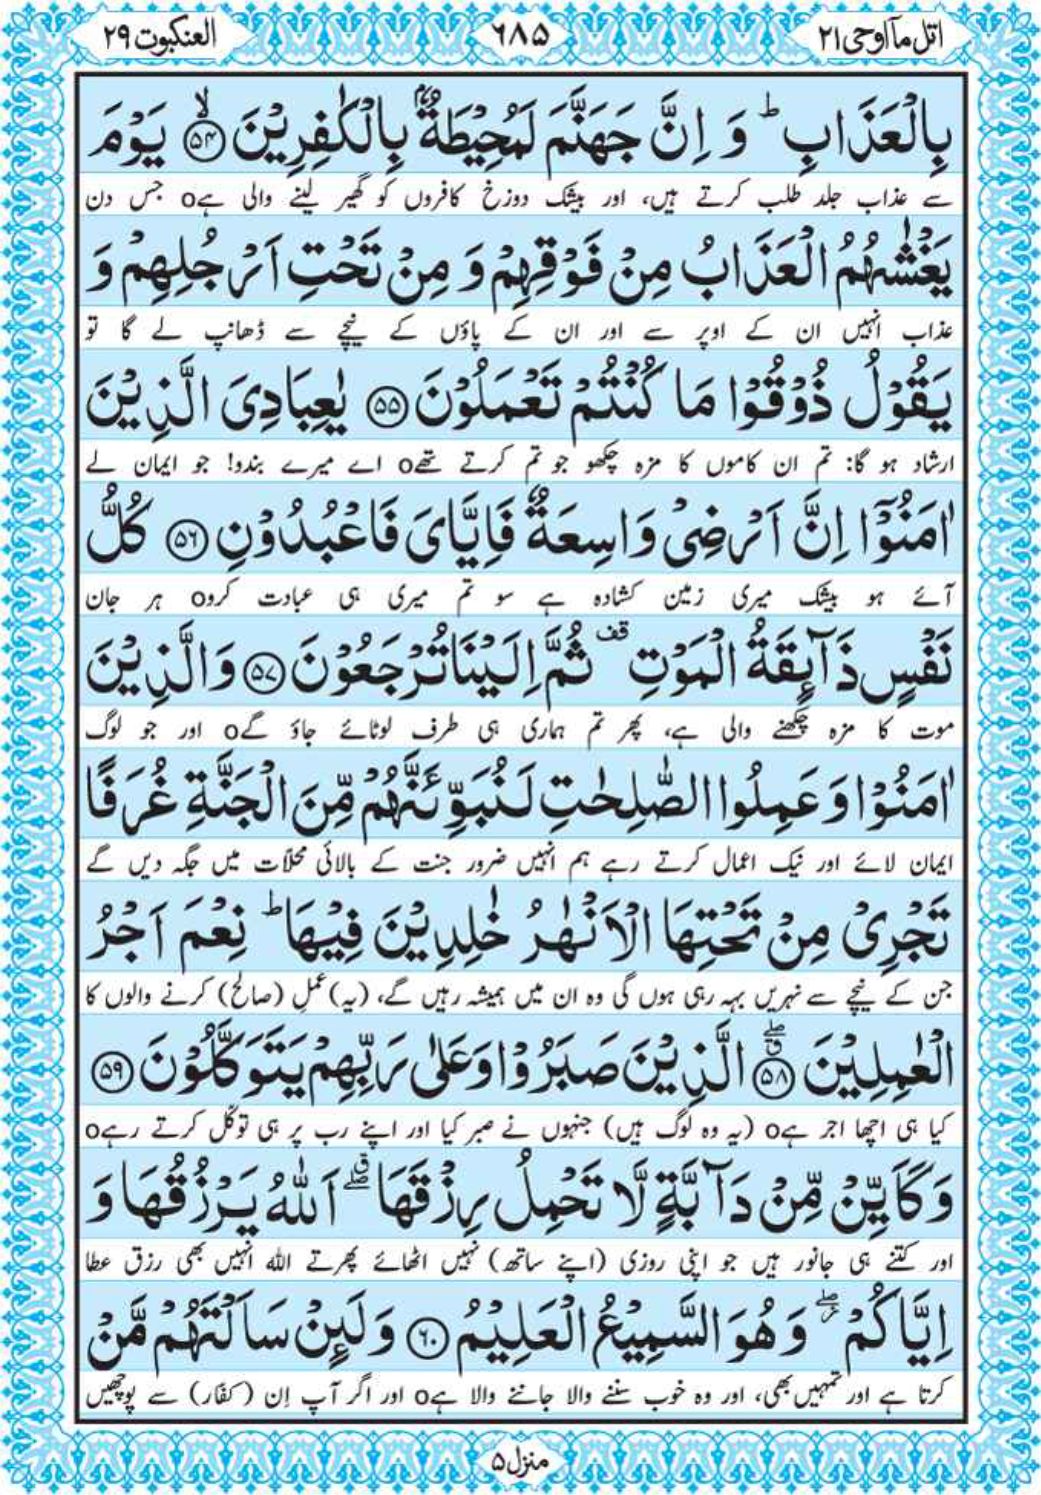 اتل مآ اوحی ۲۱
۶۸۵
العنکبوت ۲۹
بِالْعَذَابِ ؕ وَ اِنَّ جَهَنَّمَ لَمُحِیْطَةٌۢ بِالْكٰفِرِیْنَ ۙ۝۵۴ یَوْمَ
سے عذاب جلد طلب کرتے ہیں، اور بیشک دوزخ کافروں کو گھیر لینے والی ہےo جس دن
یَغْشٰىهُمُ الْعَذَابُ مِنْ فَوْقِهِمْ وَ مِنْ تَحْتِ اَرْجُلِهِمْ وَ
عذاب انہیں ان کے اوپر سے اور ان کے پاؤں کے نیچے سے ڈھانپ لے گا تو
یَقُوْلُ ذُوْقُوْا مَا كُنْتُمْ تَعْمَلُوْنَ ۝۵۵ یٰعِبَادِیَ الَّذِیْنَ
ارشاد ہو گا: تم ان کاموں کا مزہ چکھو جو تم کرتے تھےo اے میرے بندو! جو ایمان لے
اٰمَنُوْۤا اِنَّ اَرْضِیْ وَاسِعَةٌ فَاِیَّایَ فَاعْبُدُوْنِ ۝۵۶ كُلُّ
آئے ہو بیشک میری زمین کشادہ ہے سو تم میری ہی عبادت کروo ہر جان
نَفْسٍ ذَآىِٕقَةُ الْمَوْتِ ۫ ثُمَّ اِلَیْنَا تُرْجَعُوْنَ ۝۵۷ وَالَّذِیْنَ
موت کا مزہ چکھنے والی ہے، پھر تم ہماری ہی طرف لوٹائے جاؤ گےo اور جو لوگ
اٰمَنُوْا وَعَمِلُوا الصّٰلِحٰتِ لَنُبَوِّئَنَّهُمْ مِّنَ الْجَنَّةِ غُرَفًا
ایمان لائے اور نیک اعمال کرتے رہے ہم انہیں ضرور جنت کے بالائی محلّات میں جگہ دیں گے
تَجْرِیْ مِنْ تَحْتِهَا الْاَنْهٰرُ خٰلِدِیْنَ فِیْهَا ؕ نِعْمَ اَجْرُ
جن کے نیچے سے نہریں بہہ رہی ہوں گی وہ ان میں ہمیشہ رہیں گے، (یہ) عملِ (صالح) کرنے والوں کا
الْعٰمِلِیْنَ ۝۵۸ۗۖ الَّذِیْنَ صَبَرُوْا وَعَلٰی رَبِّهِمْ یَتَوَكَّلُوْنَ ۝۵۹
کیا ہی اچھا اجر ہےo (یہ وہ لوگ ہیں) جنہوں نے صبر کیا اور اپنے رب پر ہی توکّل کرتے رہےo
وَكَاَیِّنْ مِّنْ دَآبَّةٍ لَّا تَحْمِلُ رِزْقَهَا ۗۖ اَللّٰهُ یَرْزُقُهَا وَ
اور کتنے ہی جانور ہیں جو اپنی روزی (اپنے ساتھ) نہیں اٹھائے پھرتے اللہ انہیں بھی رزق عطا
اِیَّاكُمْ ۖؗ وَ هُوَ السَّمِیْعُ الْعَلِیْمُ ۝۶۰ وَ لَىِٕنْ سَاَلْتَهُمْ مَّنْ
کرتا ہے اور تمہیں بھی، اور وہ خوب سننے والا جاننے والا ہےo اور اگر آپ اِن (کفّار) سے پوچھیں
منزل ۵